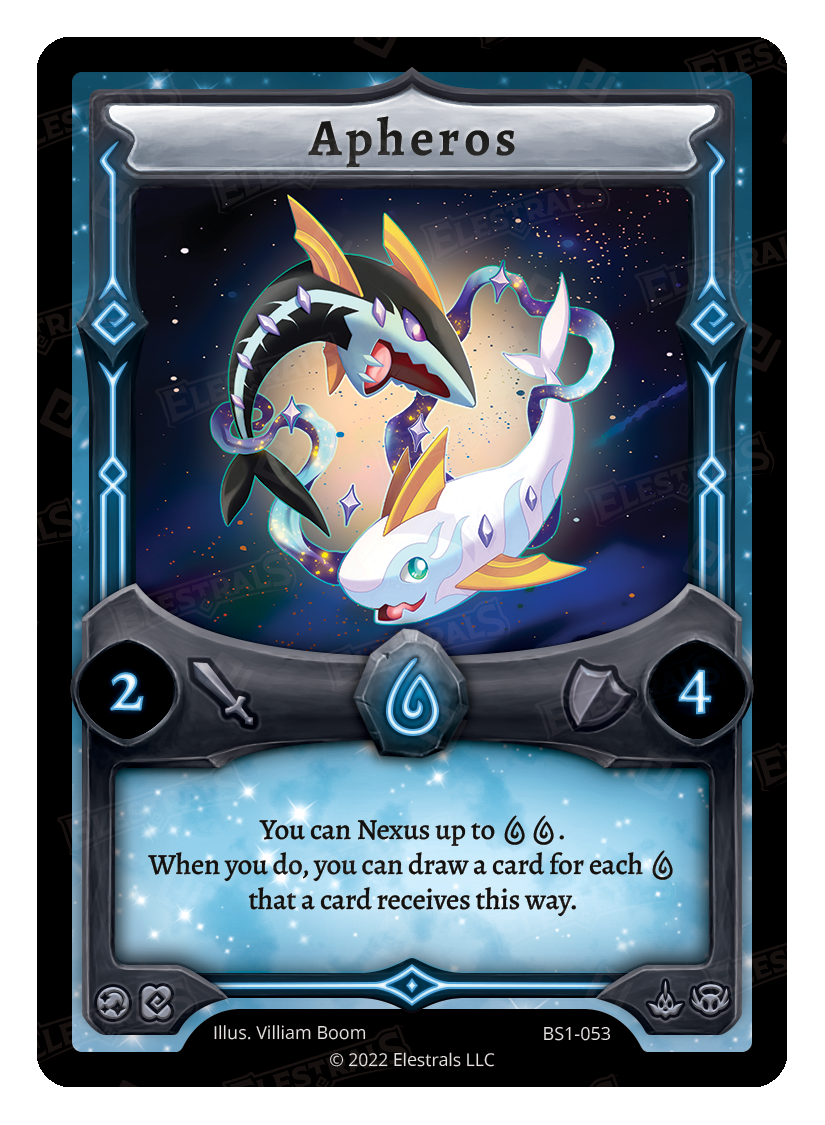 Apheros
2
4
You can Nexus up to .
When you do, you can draw a card for each
that a card receives this way.
Illus. Villiam Boom
BS1-053
© 2022 Elestrals LLC
ELESTRALS